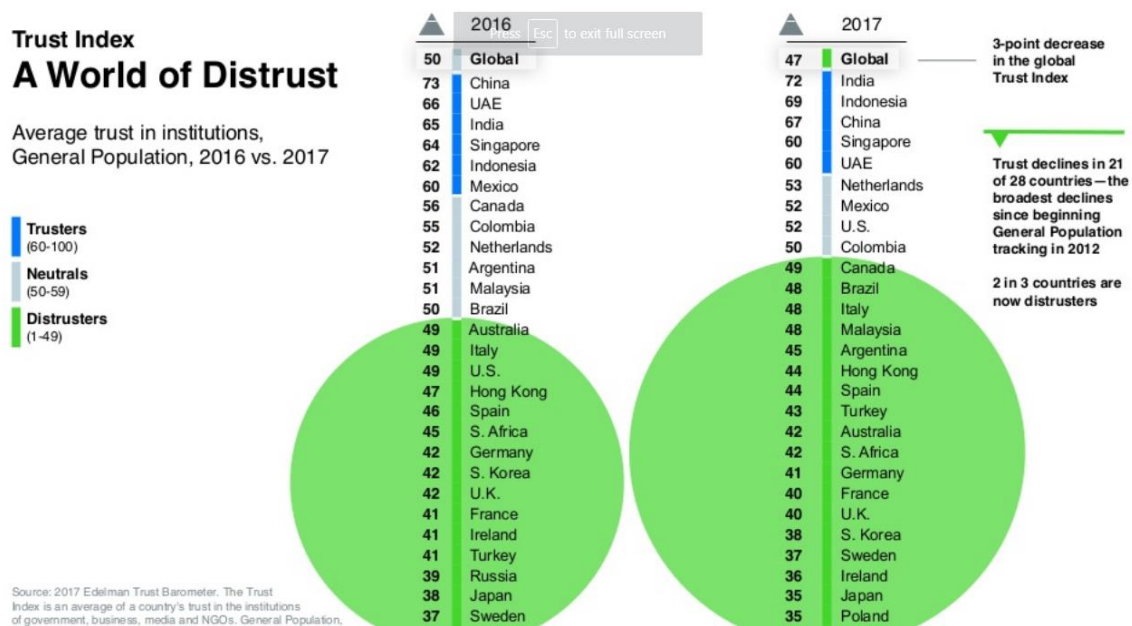 Trust Index
A World of Distrust
Average trust in institutions,
General Population, 2016 vs. 2017
Trusters
(60-100)
Neutrals
(50-59)
Distrusters
(1-49)
Source: 2017 Edelman Trust Barometer. The Trust
Index is an average of a country's trust in the institutions
of government, business, media and NGOs. General Population,
Press Esc to exit full screen
2016
50 Global
73 China
66 UAE
65 India
64 Singapore
62 Indonesia
60 Mexico
56 Canada
55 Colombia
52 Netherlands
51 Argentina
51 Malaysia
50 Brazil
49 Australia
49 Italy
49 U.S.
47 Hong Kong
46 Spain
45 S. Africa
42 Germany
42 S. Korea
42 U.K.
41 France
41 Ireland
41 Turkey
39 Russia
38 Japan
37 Sweden
2017
47 Global
72 India
69 Indonesia
67 China
60 Singapore
60 UAE
53 Netherlands
52 Mexico
52 U.S.
50 Colombia
49 Canada
48 Brazil
48 Italy
48 Malaysia
45 Argentina
44 Hong Kong
44 Spain
43 Turkey
42 Australia
42 S. Africa
41 Germany
40 France
40 U.K.
38 S. Korea
37 Sweden
36 Ireland
35 Japan
35 Poland
3-point decrease
in the global
Trust Index
Trust declines in 21
of 28 countries—the
broadest declines
since beginning
General Population
tracking in 2012
2 in 3 countries are
now distrusters